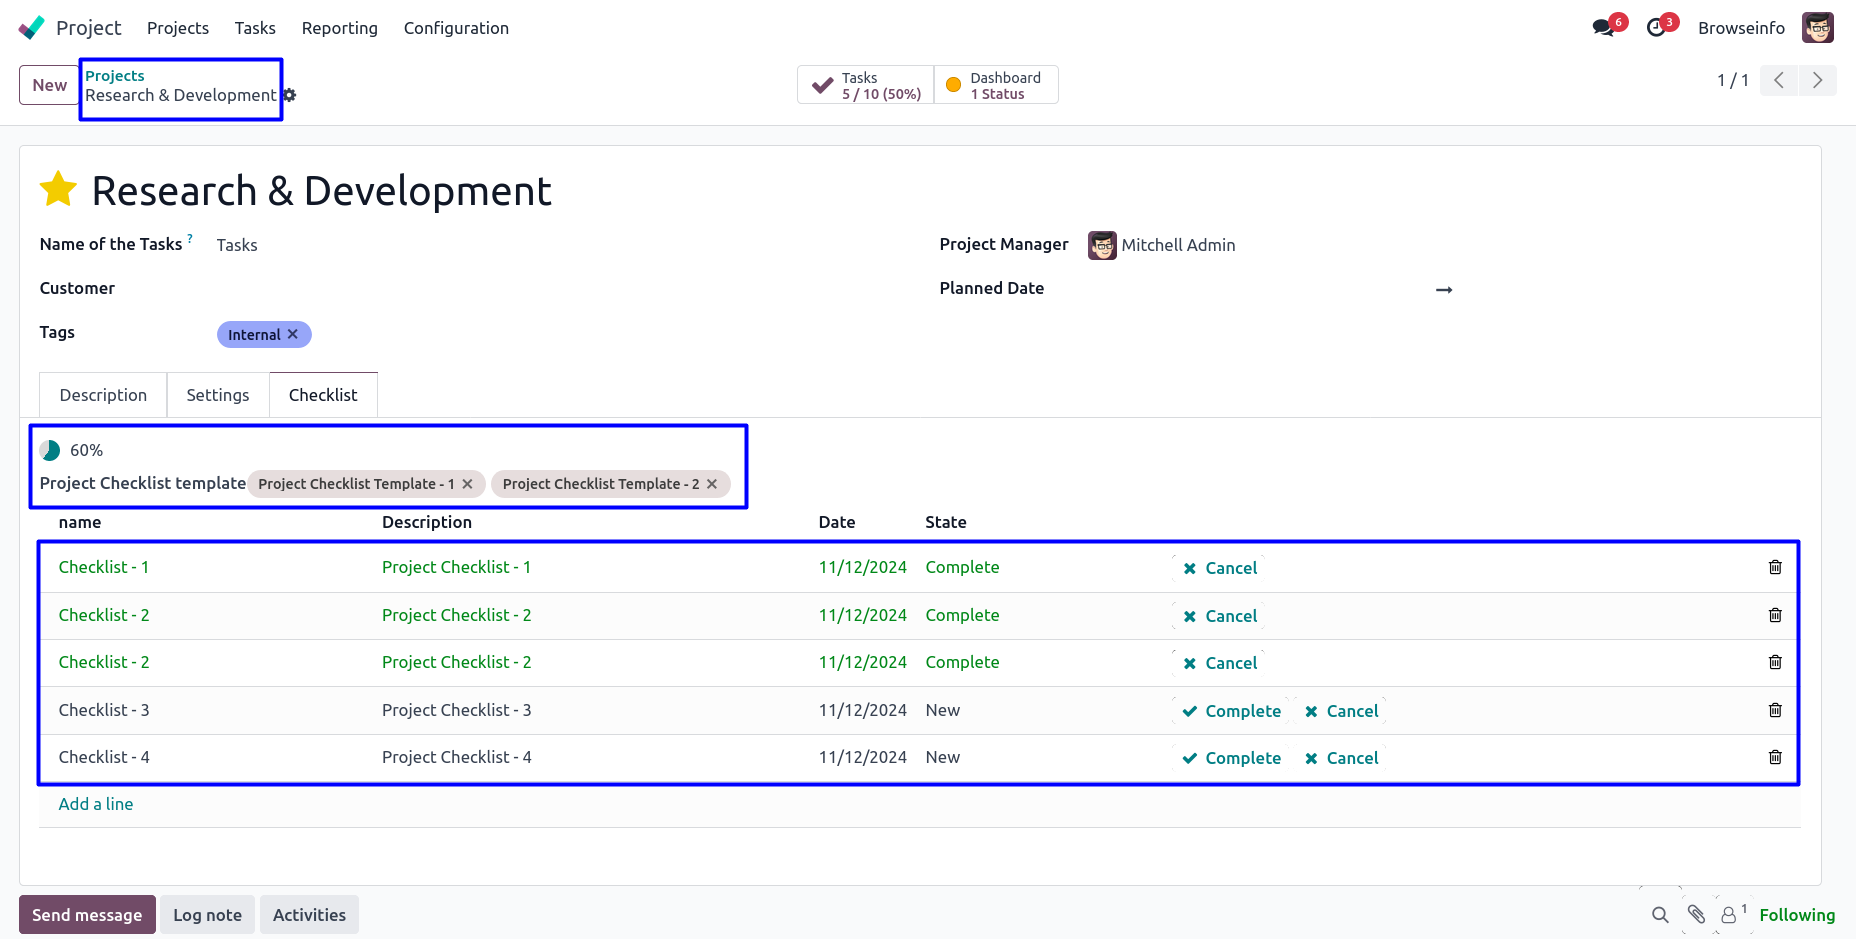 Project Projects Tasks Reporting Configuration 6 3 Browseinfo
New
Projects
Research & Development
Tasks
5 / 10 (50%)
Dashboard
1 Status
1 / 1
Research & Development
Name of the Tasks ? Tasks
Project Manager Mitchell Admin
Customer
Planned Date
Tags Internal
Description Settings Checklist
60%
Project Checklist template Project Checklist Template - 1 Project Checklist Template - 2
name Description Date State
Checklist - 1 Project Checklist - 1 11/12/2024 Complete Cancel
Checklist - 2 Project Checklist - 2 11/12/2024 Complete Cancel
Checklist - 2 Project Checklist - 2 11/12/2024 Complete Cancel
Checklist - 3 Project Checklist - 3 11/12/2024 New Complete Cancel
Checklist - 4 Project Checklist - 4 11/12/2024 New Complete Cancel
Add a line
Send message Log note Activities 1 Following